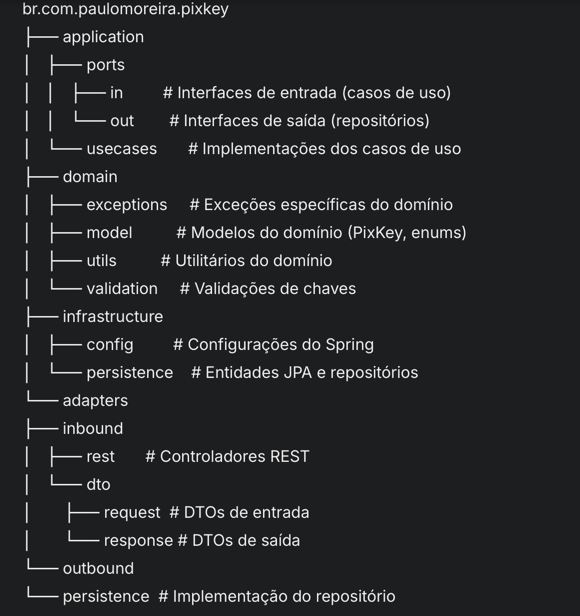 br.com.paulomoreira.pixkey
├── application
│   ├── ports
│   │   ├── in         # Interfaces de entrada (casos de uso)
│   │   └── out        # Interfaces de saída (repositórios)
│   └── usecases       # Implementações dos casos de uso
├── domain
│   ├── exceptions     # Exceções específicas do domínio
│   ├── model          # Modelos do domínio (PixKey, enums)
│   ├── utils          # Utilitários do domínio
│   └── validation     # Validações de chaves
├── infrastructure
│   ├── config         # Configurações do Spring
│   └── persistence    # Entidades JPA e repositórios
└── adapters
├── inbound
│   ├── rest       # Controladores REST
│   └── dto
│       ├── request  # DTOs de entrada
│       └── response # DTOs de saída
└── outbound
└── persistence  # Implementação do repositório